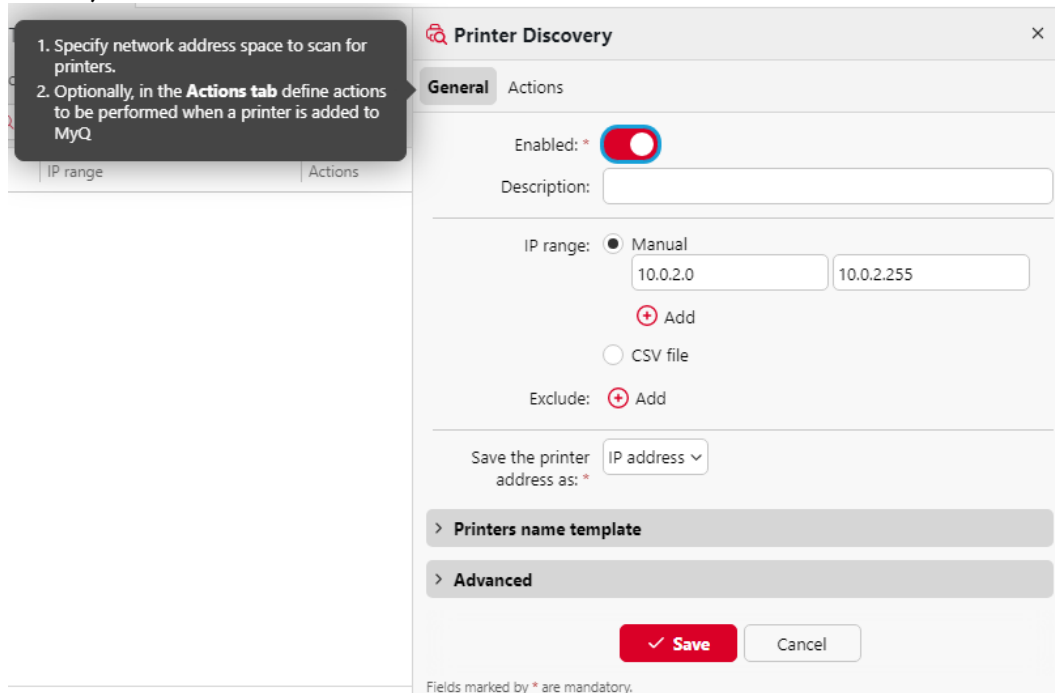 1. Specify network address space to scan for
printers.
2. Optionally, in the Actions tab define actions
to be performed when a printer is added to
MyQ
IP range
Actions
Printer Discovery
General
Actions
Enabled: *
Description:
IP range:
Manual
10.0.2.0
10.0.2.255
Add
CSV file
Exclude:
Add
Save the printer
address as: *
IP address
Printers name template
Advanced
Save
Cancel
Fields marked by * are mandatory.